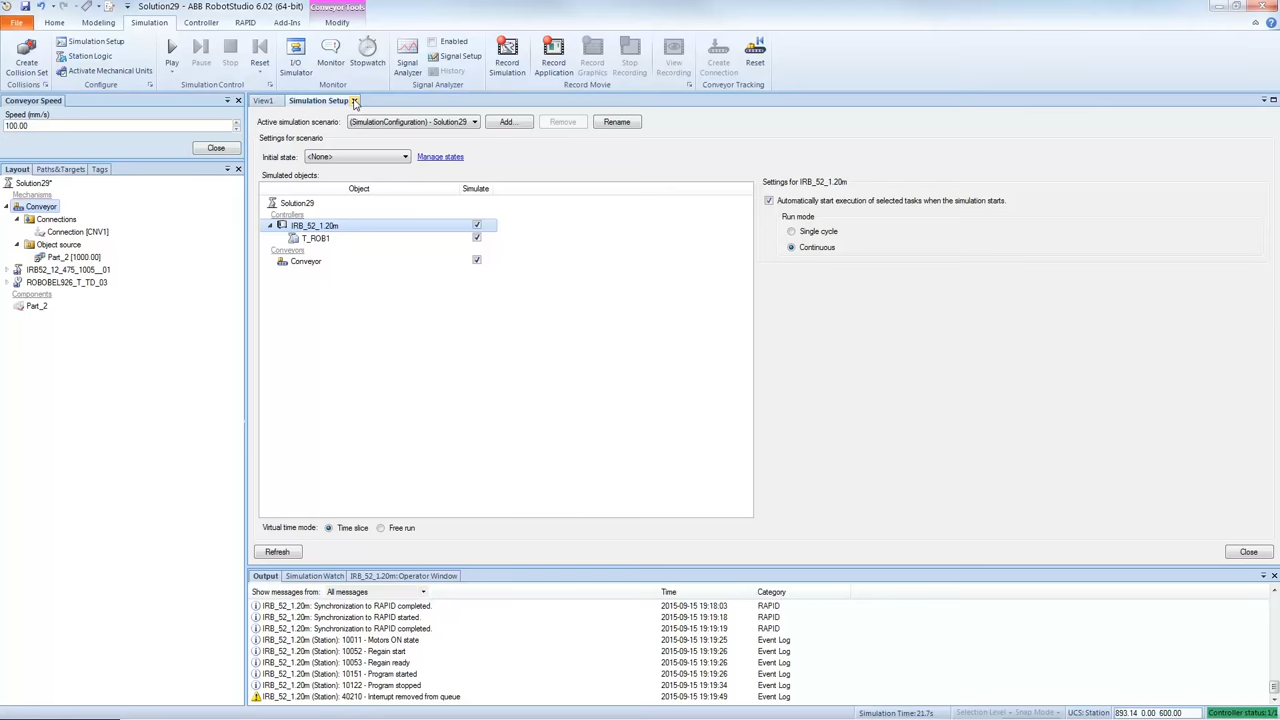 Solution29 - ABB RobotStudio 6.02 (64-bit)
Conveyor Tools
File
Home
Modeling
Simulation
Controller
RAPID
Add-Ins
Modify
Create
Collision Set
Collisions
Simulation Setup
Station Logic
Activate Mechanical Units
Configure
Play
Pause
Stop
Reset
Simulation Control
I/O
Simulator
Monitor
Stopwatch
Monitor
Signal
Analyzer
Enabled
Signal Setup
History
Signal Analyzer
Record
Simulation
Record
Application
Record
Graphics
Stop
Recording
View
Recording
Record Movie
Create
Connection
Reset
Conveyor Tracking
Conveyor Speed
Speed (mm/s)
100.00
Close
Layout
Paths&Targets
Tags
Solution29*
Mechanisms
Conveyor
Connections
Connection [CNV1]
Object source
Part_2 [1000.00]
IRB52_12_475_1005__01
ROBOBEL926_T_TD_03
Components
Part_2
View1
Simulation Setup
Active simulation scenario:
(SimulationConfiguration) - Solution29
Add...
Remove
Rename
Settings for scenario
Initial state:
<None>
Manage states
Simulated objects:
Object
Simulate
Solution29
Controllers
IRB_52_1.20m
T_ROB1
Conveyors
Conveyor
Settings for IRB_52_1.20m
Automatically start execution of selected tasks when the simulation starts.
Run mode
Single cycle
Continuous
Virtual time mode:
Time slice
Free run
Refresh
Close
Output
Simulation Watch
IRB_52_1.20m:Operator Window
Show messages from:
All messages
Time
Category
IRB_52_1.20m: Synchronization to RAPID completed. 2015-09-15 19:18:03 RAPID
IRB_52_1.20m: Synchronization to RAPID started. 2015-09-15 19:19:18 RAPID
IRB_52_1.20m: Synchronization to RAPID completed. 2015-09-15 19:19:19 RAPID
IRB_52_1.20m (Station): 10011 - Motors ON state 2015-09-15 19:19:26 Event Log
IRB_52_1.20m (Station): 10052 - Regain start 2015-09-15 19:19:26 Event Log
IRB_52_1.20m (Station): 10053 - Regain ready 2015-09-15 19:19:26 Event Log
IRB_52_1.20m (Station): 10151 - Program started 2015-09-15 19:19:26 Event Log
IRB_52_1.20m (Station): 10122 - Program stopped 2015-09-15 19:19:34 Event Log
IRB_52_1.20m (Station): 40210 - Interrupt removed from queue 2015-09-15 19:19:49 Event Log
Simulation Time: 21.7s
Selection Level
Snap Mode
UCS: Station
893.14 0.00 600.00
Controller status: 1/1